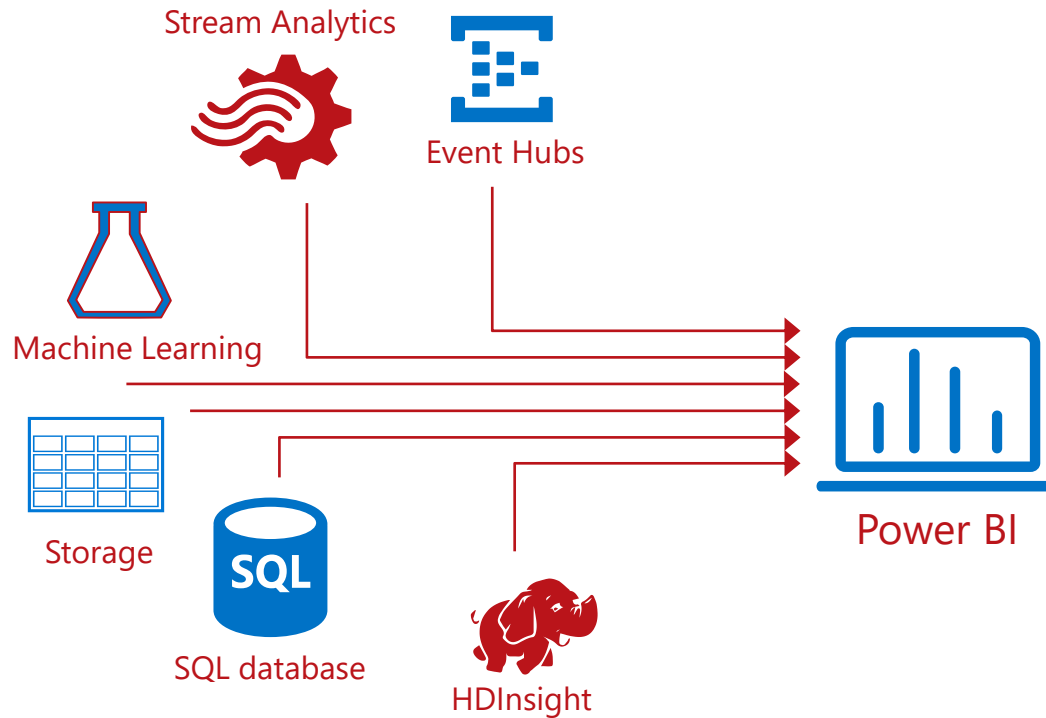 Stream Analytics
Event Hubs
Machine Learning
Storage
SQL
SQL database
HDInsight
Power BI